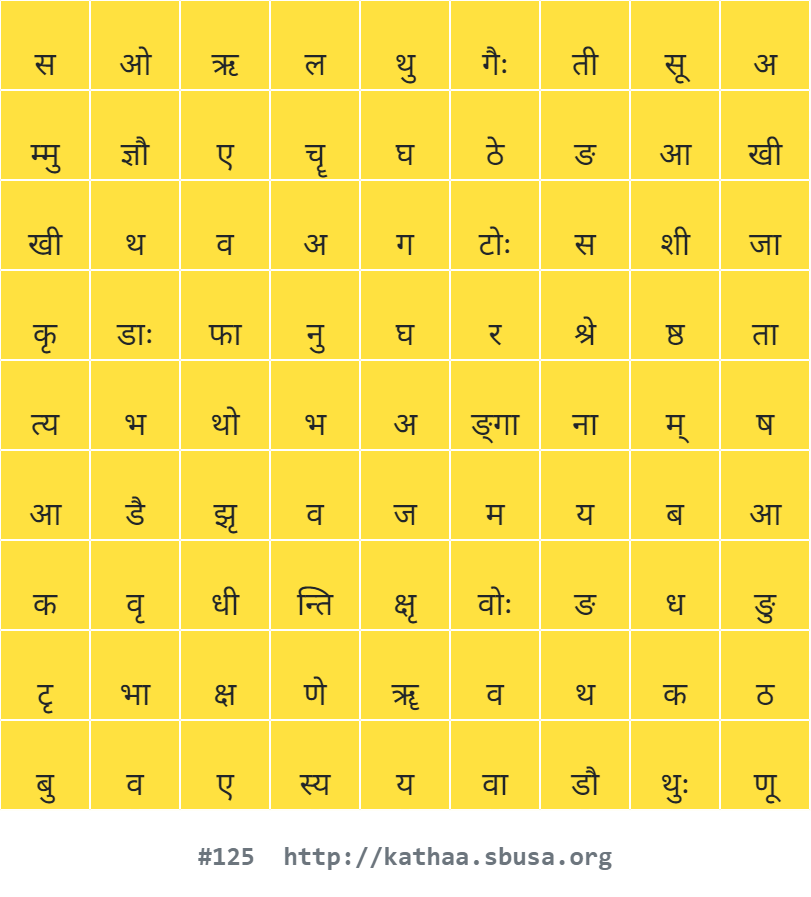 स ओ ऋ ल थु गैः ती सू अ
म्मु ज्ञौ ए चॄ घ ठे ङ आ खी
खी थ व अ ग टोः स शी जा
कृ डाः फा नु घ र श्रे ष्ठ ता
त्य भ थो भ अ ङ्गा ना म् ष
आ डै झृ व ज म य ब आ
क वृ धी न्ति क्षृ वोः ङ ध ङु
टृ भा क्ष णे ॠ व थ क ठ
बु व ए स्य य वा डौ थुः णू
#125 http://kathaa.sbusa.org